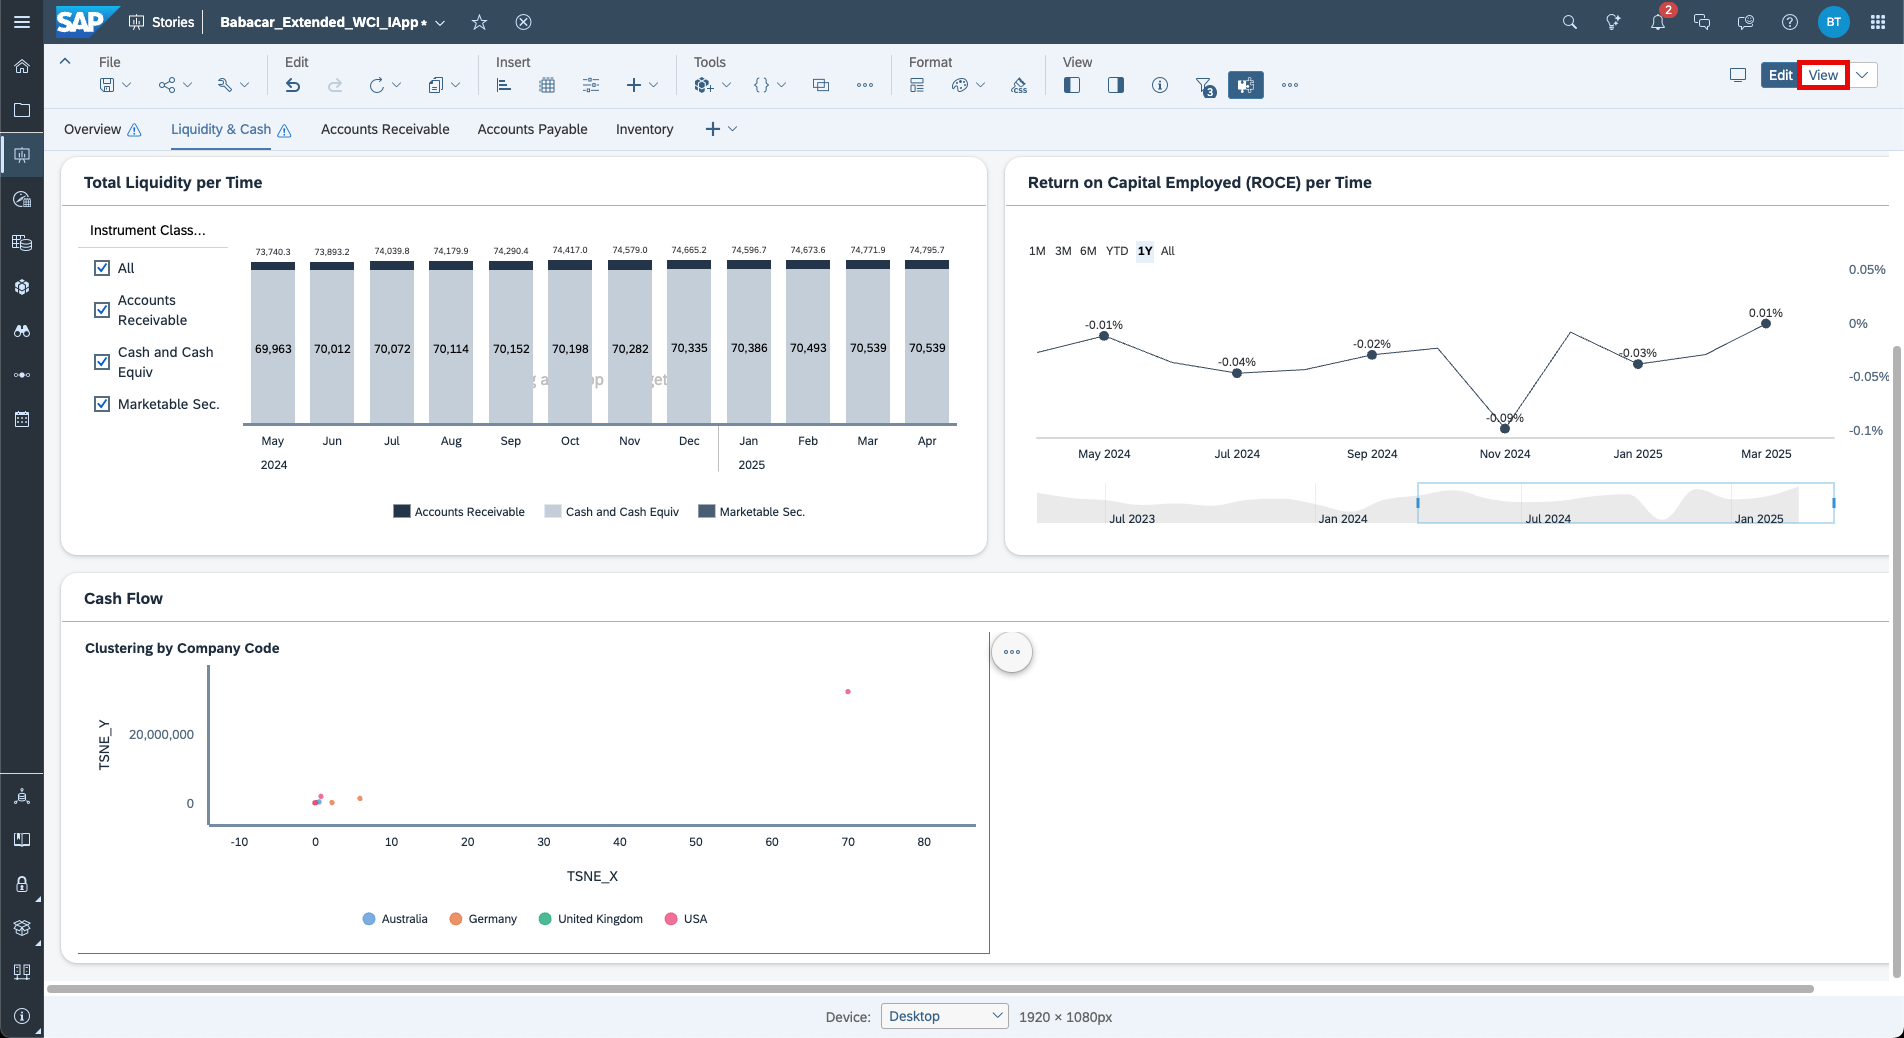 SAP Stories Babacar_Extended_WCI_IApp* 2 BT
File Edit Insert Tools Format View
CSS 3 Edit View
Overview Liquidity & Cash Accounts Receivable Accounts Payable Inventory
Total Liquidity per Time
Instrument Class...
All
Accounts
Receivable
Cash and Cash
Equiv
Marketable Sec.
73,740.3 73,893.2 74,039.8 74,179.9 74,290.4 74,417.0 74,579.0 74,665.2 74,596.7 74,673.6 74,771.9 74,795.7
69,963 70,012 70,072 70,114 70,152 70,198 70,282 70,335 70,386 70,493 70,539 70,539
May Jun Jul Aug Sep Oct Nov Dec Jan Feb Mar Apr
2024 2025
Accounts Receivable Cash and Cash Equiv Marketable Sec.
Return on Capital Employed (ROCE) per Time
1M 3M 6M YTD 1Y All
0.05%
0%
-0.05%
-0.1%
-0.01% -0.04% -0.02% -0.09% -0.03% 0.01%
May 2024 Jul 2024 Sep 2024 Nov 2024 Jan 2025 Mar 2025
Jul 2023 Jan 2024 Jul 2024 Jan 2025
Cash Flow
Clustering by Company Code
TSNE_Y
20,000,000
0
-10 0 10 20 30 40 50 60 70 80
TSNE_X
Australia Germany United Kingdom USA
Device: Desktop 1920 × 1080px